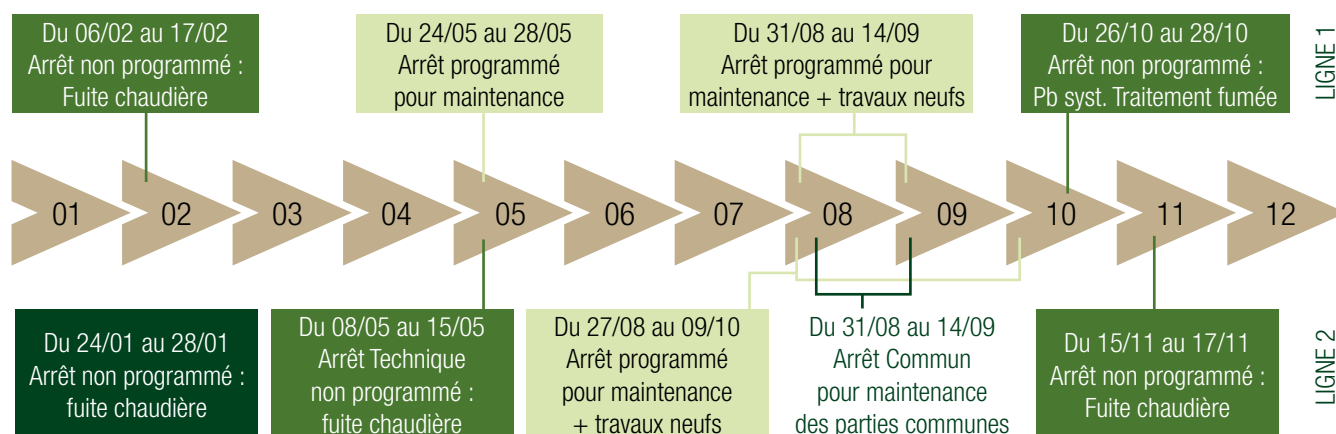 Du 06/02 au 17/02
Arrêt non programmé :
Fuite chaudière
Du 24/05 au 28/05
Arrêt programmé
pour maintenance
Du 31/08 au 14/09
Arrêt programmé pour
maintenance + travaux neufs
Du 26/10 au 28/10
Arrêt non programmé :
Pb syst. Traitement fumée
LIGNE 1
01
02
03
04
05
06
07
08
09
10
11
12
Du 24/01 au 28/01
Arrêt non programmé :
fuite chaudière
Du 08/05 au 15/05
Arrêt Technique
non programmé :
fuite chaudière
Du 27/08 au 09/10
Arrêt programmé
pour maintenance
+ travaux neufs
Du 31/08 au 14/09
Arrêt Commun
pour maintenance
des parties communes
Du 15/11 au 17/11
Arrêt non programmé :
Fuite chaudière
LIGNE 2